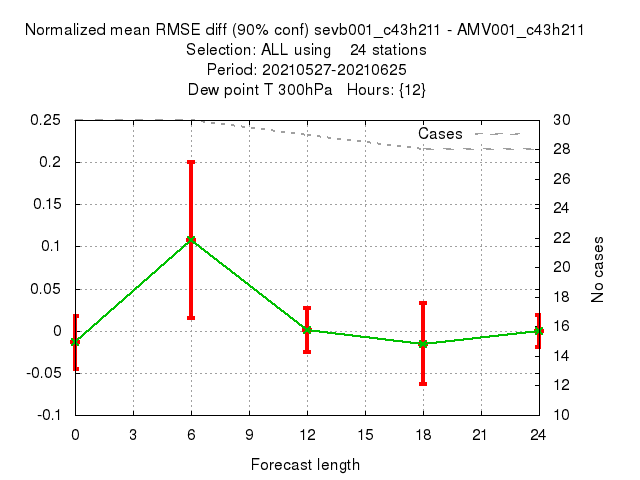 Normalized mean RMSE diff (90% conf) sevb001_c43h211 - AMV001_c43h211
Selection: ALL using    24 stations
Period: 20210527-20210625
Dew point T 300hPa   Hours: {12}
Cases
0.25
0.2
0.15
0.1
0.05
0
-0.05
-0.1
30
28
26
24
22
20
18
16
14
12
10
No cases
0 3 6 9 12 15 18 21 24
Forecast length